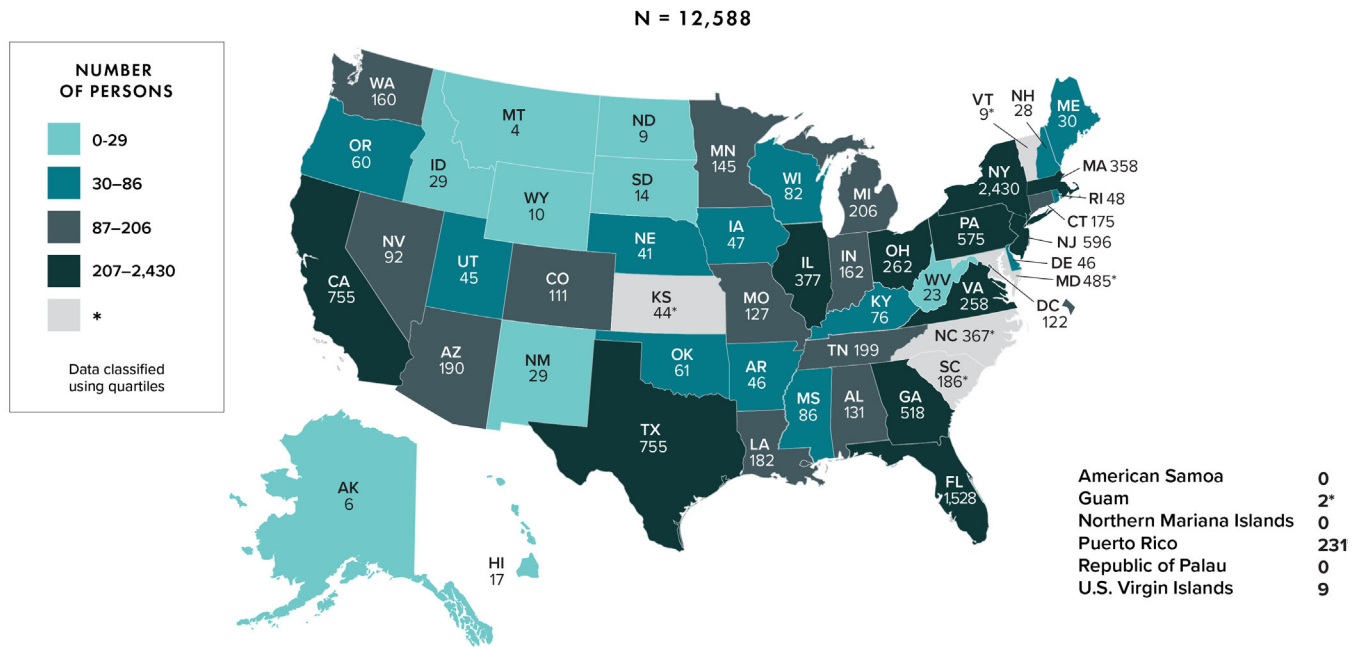 N = 12,588
NUMBER
OF PERSONS
0-29
30–86
87–206
207–2,430
*
Data classified
using quartiles
WA
160
OR
60
CA
755
NV
92
ID
29
MT
4
WY
10
UT
45
AZ
190
CO
111
NM
29
ND
9
SD
14
NE
41
KS
44*
OK
61
TX
755
MN
145
IA
47
MO
127
AR
46
LA
182
WI
82
IL
377
MI
206
IN
162
OH
262
KY
76
TN 199
MS
86
AL
131
GA
518
FL
1,528
SC
186*
NC 367*
VA
258
WV
23
PA
575
NY
2,430
VT
9*
NH
28
ME
30
MA 358
RI 48
CT 175
NJ 596
DE 46
MD 485*
DC
122
AK
6
HI
17
American Samoa 0
Guam 2*
Northern Mariana Islands 0
Puerto Rico 231
Republic of Palau 0
U.S. Virgin Islands 9